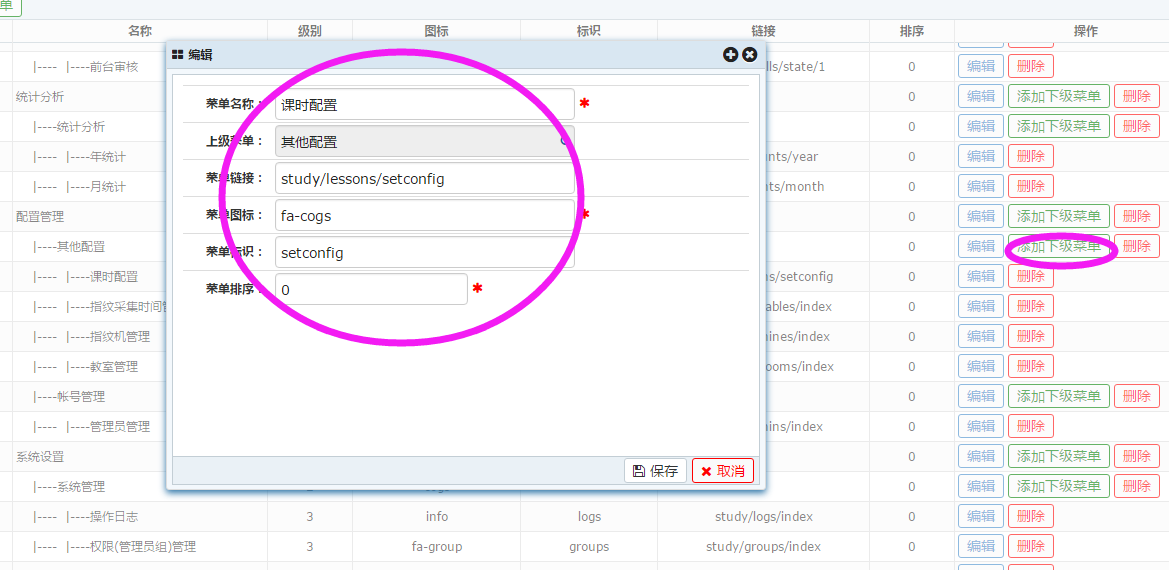 单
名称 级别 图标 标识 链接 排序 操作
|---- |----前台审核 lls/state/1 0 编辑 删除
统计分析 0 编辑 添加下级菜单 删除
|----统计分析 0 编辑 添加下级菜单 删除
|---- |----年统计 nts/year 0 编辑 删除
|---- |----月统计 nts/month 0 编辑 删除
配置管理 0 编辑 添加下级菜单 删除
|----其他配置 0 编辑 添加下级菜单 删除
|---- |----课时配置 ns/setconfig 0 编辑 删除
|---- |----指纹采集时间管 ables/index 0 编辑 删除
|---- |----指纹机管理 hines/index 0 编辑 删除
|---- |----教室管理 ooms/index 0 编辑 删除
|----帐号管理 0 编辑 添加下级菜单 删除
|---- |----管理员管理 ins/index 0 编辑 删除
系统设置 0 编辑 添加下级菜单 删除
|----系统管理 0 编辑 添加下级菜单 删除
|---- |----操作日志 3 info logs study/logs/index 0 编辑 删除
|---- |----权限(管理员组)管理 3 fa-group groups study/groups/index 0 编辑 删除
编辑
菜单名称： 课时配置 *
上级菜单： 其他配置
菜单链接： study/lessons/setconfig
菜单图标： fa-cogs *
菜单标识： setconfig
菜单排序： 0 *
保存 取消